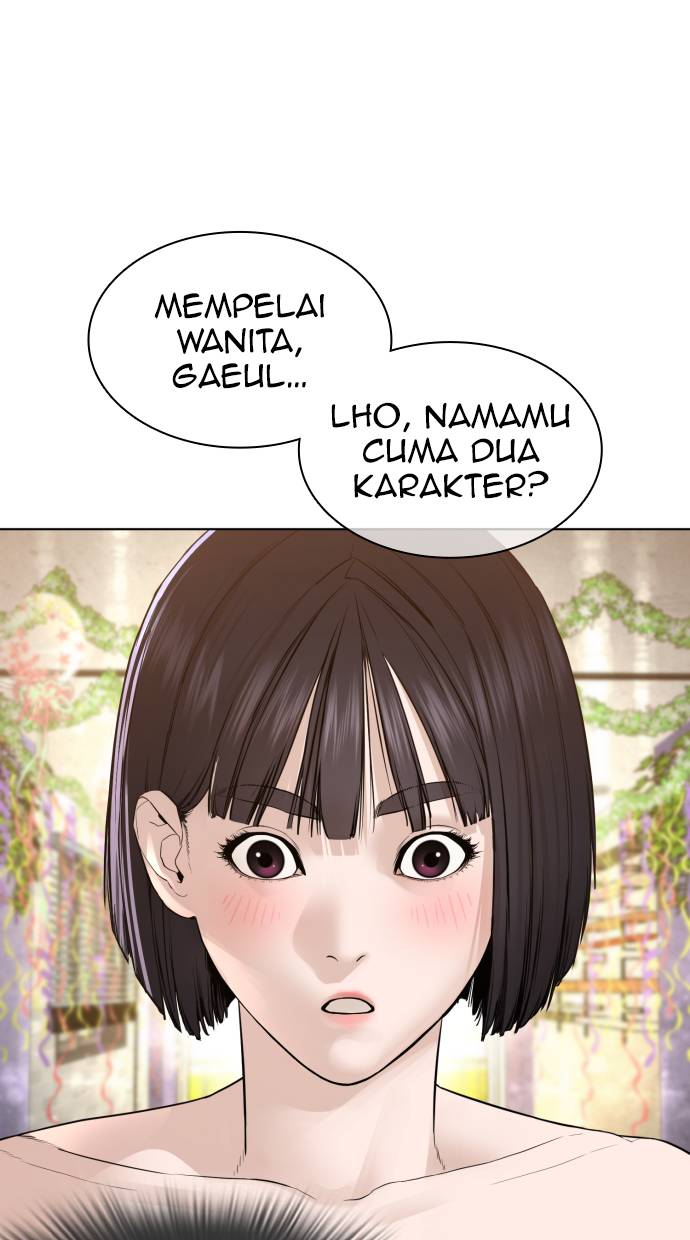 MEMPELAI
WANITA,
GAEUL...
LHO, NAMAMU
CUMA DUA
KARAKTER?